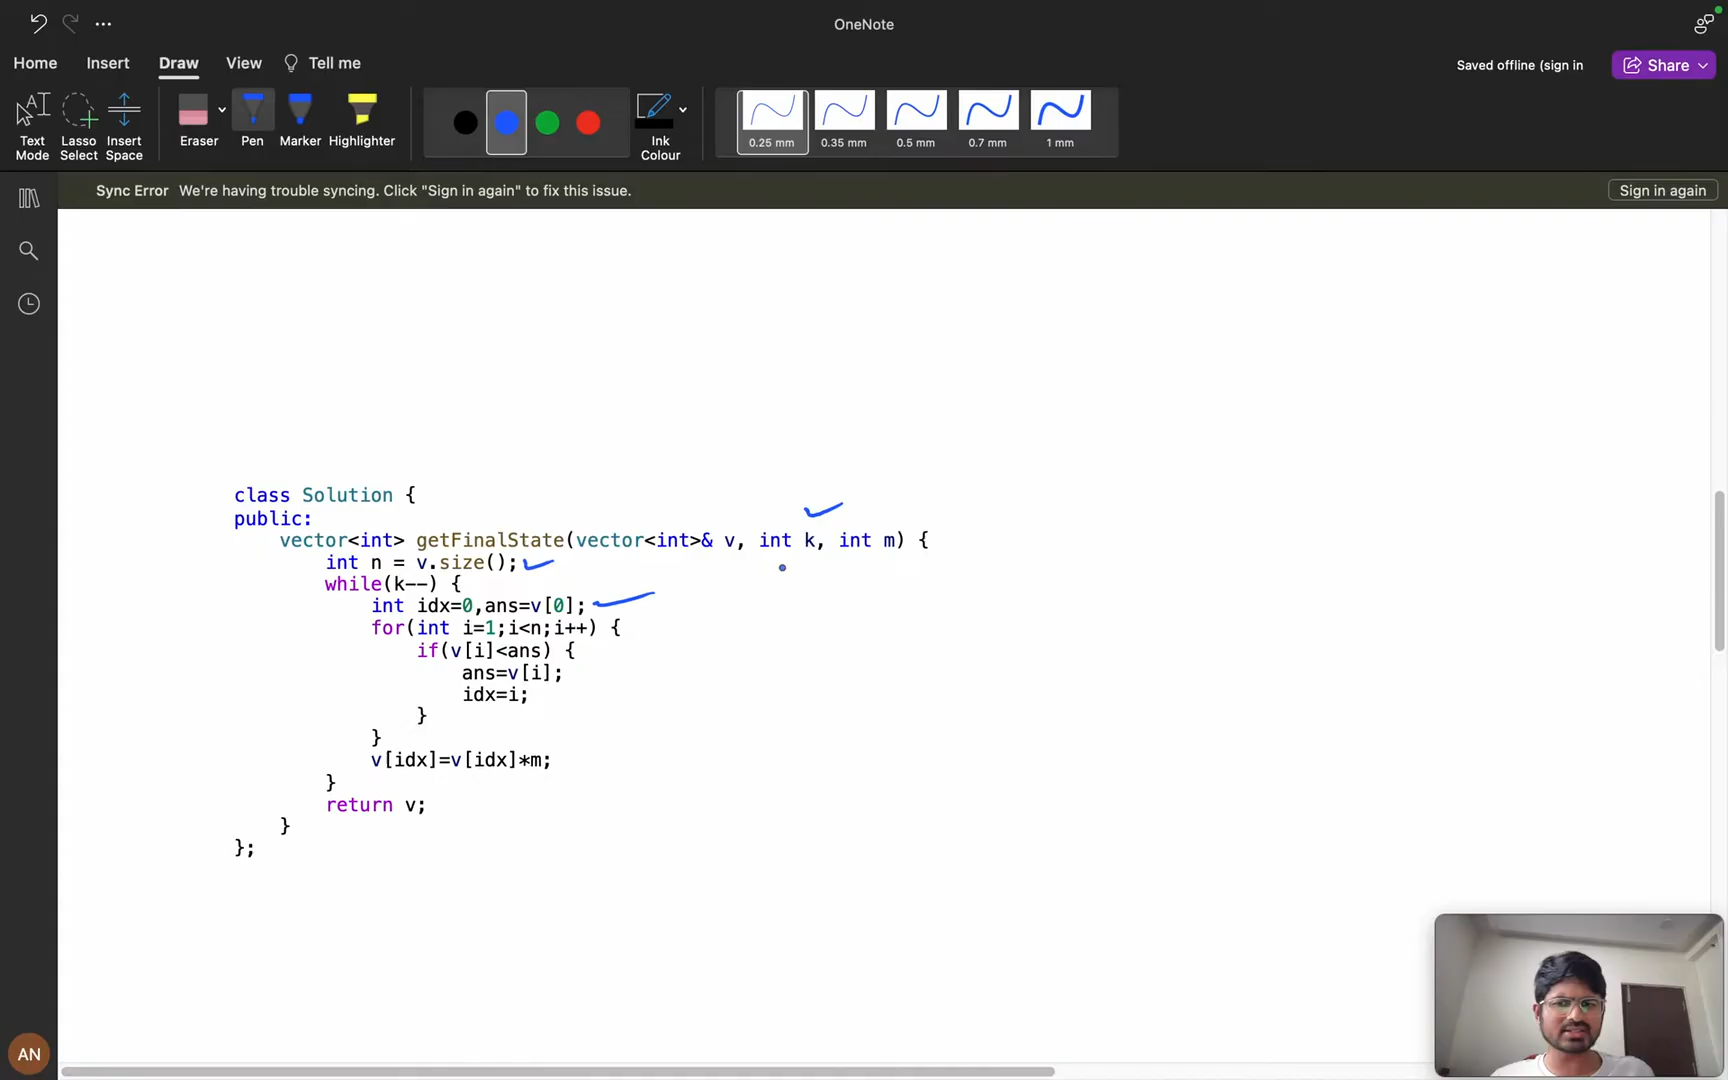 OneNote
Home Insert Draw View Tell me
Saved offline (sign in
Share
Text Mode
Lasso Select
Insert Space
Eraser
Pen
Marker
Highlighter
Ink Colour
0.25 mm
0.35 mm
0.5 mm
0.7 mm
1 mm
Sync Error We're having trouble syncing. Click "Sign in again" to fix this issue.
Sign in again
class Solution {
public:
    vector<int> getFinalState(vector<int>& v, int k, int m) {
        int n = v.size();
        while(k--) {
            int idx=0,ans=v[0];
            for(int i=1;i<n;i++) {
                if(v[i]<ans) {
                    ans=v[i];
                    idx=i;
                }
            }
            v[idx]=v[idx]*m;
        }
        return v;
    }
};
AN